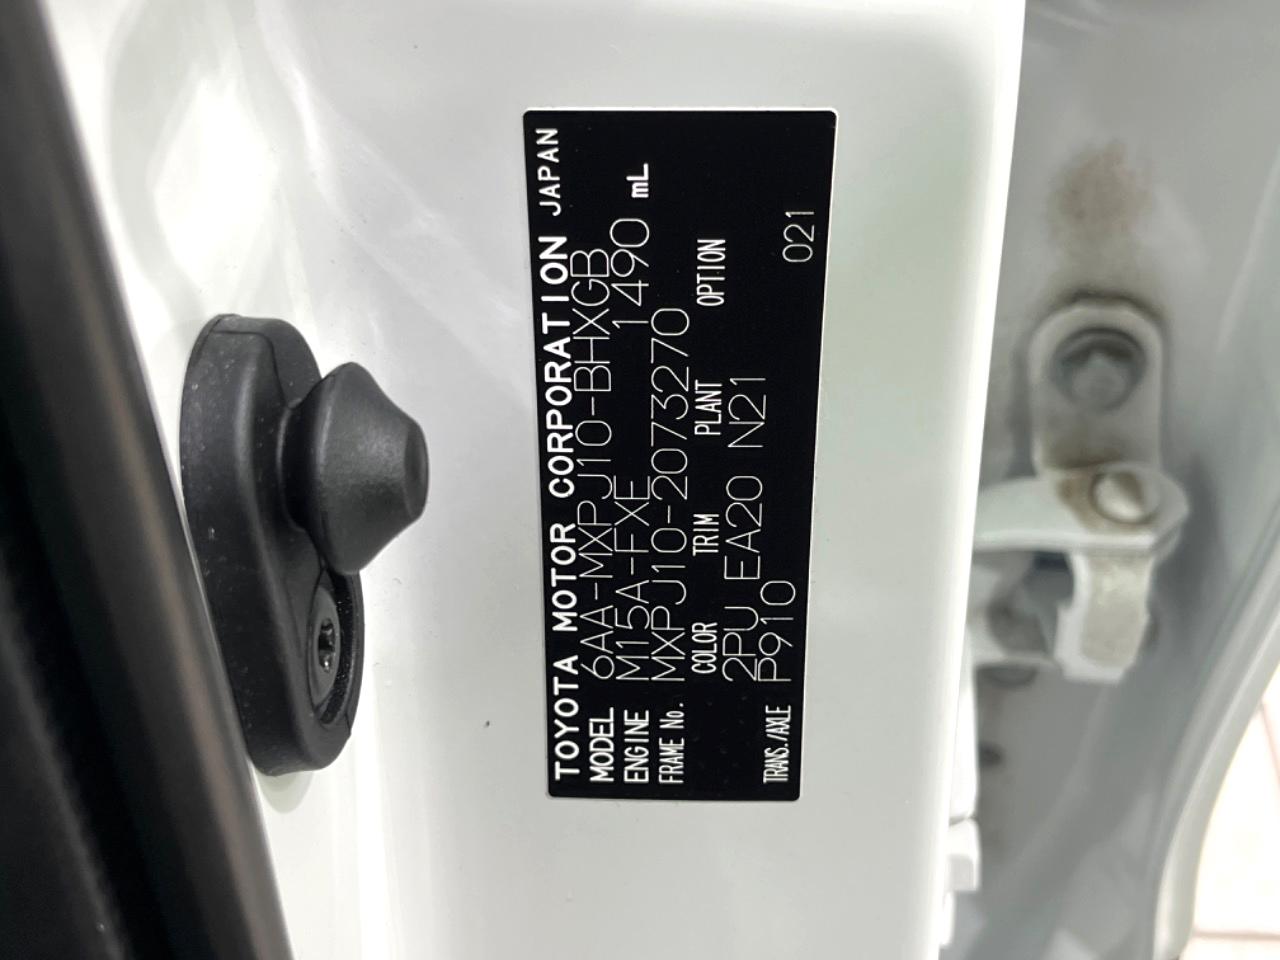 TOYOTA MOTOR CORPORATION JAPAN
MODEL 6AA-MXPJ10-BHXGB
ENGINE M15A-FXE 1490 mL
FRAME No. MXPJ10-2073270
COLOR TRIM PLANT OPTION
2PU EA20 N21
TRANS./AXLE P910 021